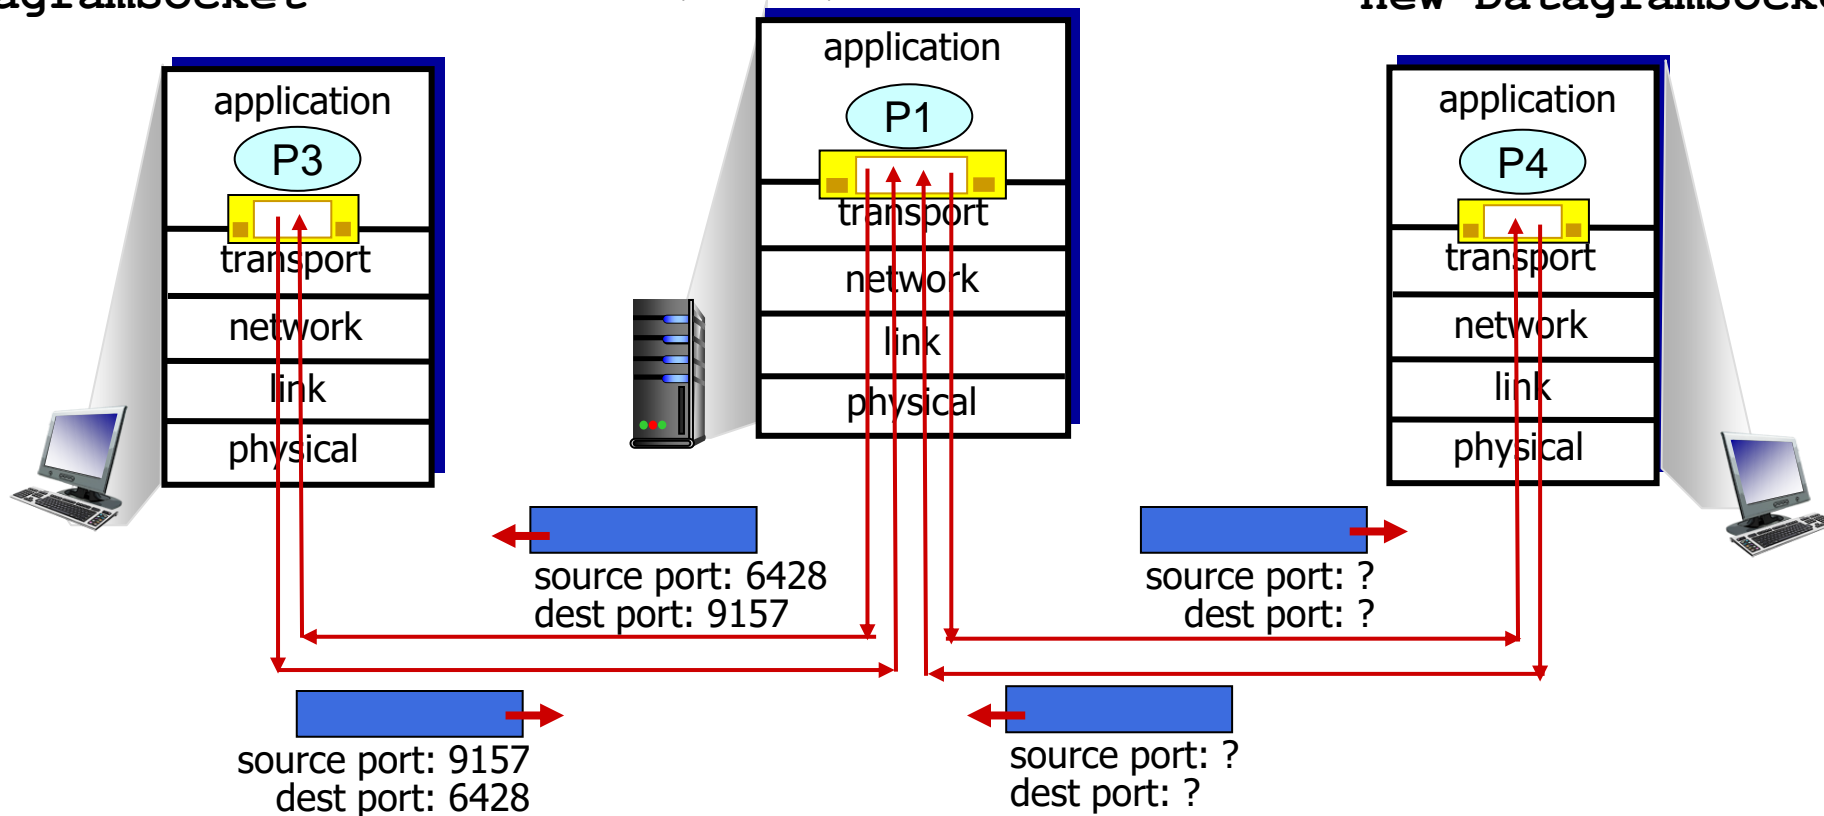 application
P3
transport
network
link
physical
application
P1
transport
network
link
physical
application
P4
transport
network
link
physical
source port: 6428
dest port: 9157
source port: ?
dest port: ?
source port: 9157
dest port: 6428
source port: ?
dest port: ?